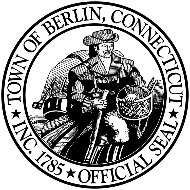 TOWN OF BERLIN, CONNECTICUT
★ INC. 1785 ★ OFFICIAL SEAL ★